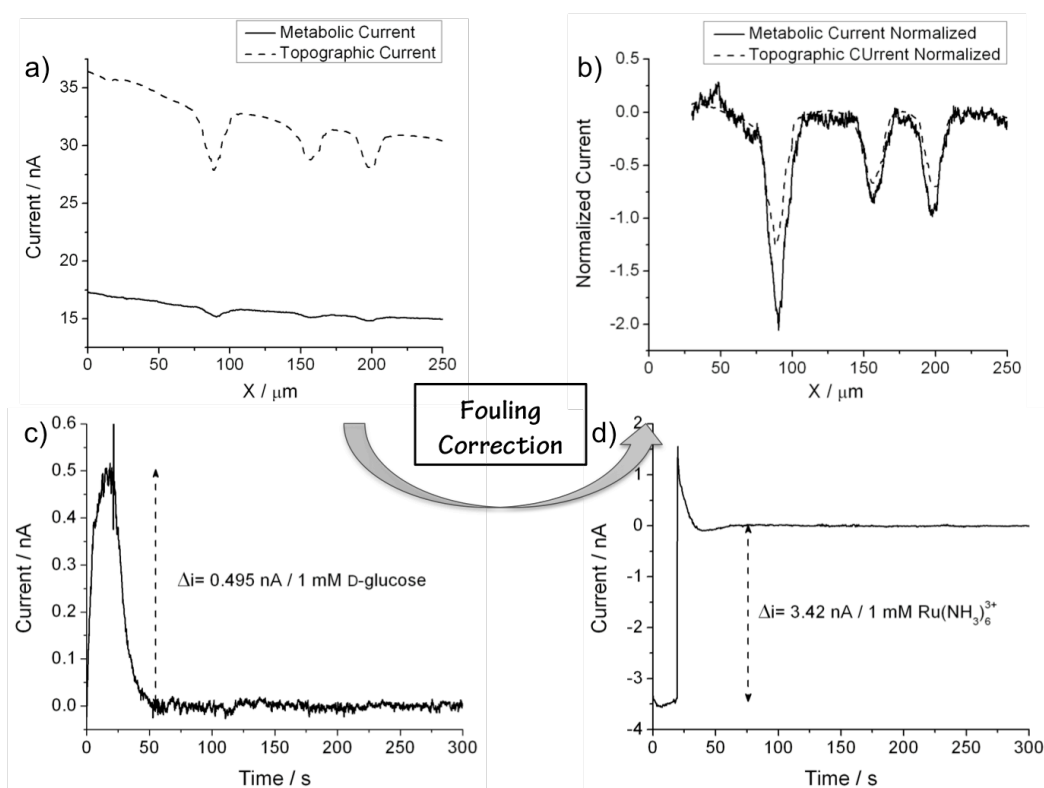 a)
Metabolic Current
Topographic Current
Current / nA
35
30
25
20
15
0
50
100
150
200
250
X / μm
b)
Metabolic Current Normalized
Topographic CUrrent Normalized
Normalized Current
0.5
0.0
-0.5
-1.0
-1.5
-2.0
0
50
100
150
200
250
X / μm
Fouling
Correction
c)
Current / nA
0.6
0.5
0.4
0.3
0.2
0.1
0.0
Δi= 0.495 nA / 1 mM D-glucose
0
50
100
150
200
250
300
Time / s
d)
Current / nA
2
1
0
-1
-2
-3
-4
Δi= 3.42 nA / 1 mM Ru(NH₃)₆³⁺
0
50
100
150
200
250
300
Time / s